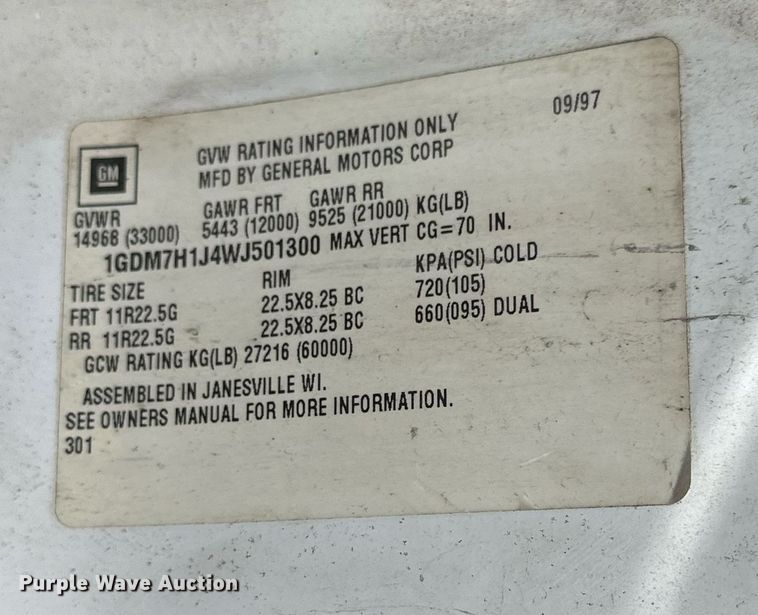 09/97
GM
GVW RATING INFORMATION ONLY
MFD BY GENERAL MOTORS CORP
GVWR GAWR FRT GAWR RR
14968 (33000) 5443 (12000) 9525 (21000) KG(LB)
1GDM7H1J4WJ501300 MAX VERT CG=70 IN.
TIRE SIZE RIM KPA(PSI) COLD
FRT 11R22.5G 22.5X8.25 BC 720(105)
RR 11R22.5G 22.5X8.25 BC 660(095) DUAL
GCW RATING KG(LB) 27216 (60000)
ASSEMBLED IN JANESVILLE WI.
SEE OWNERS MANUAL FOR MORE INFORMATION.
301
Purple Wave Auction